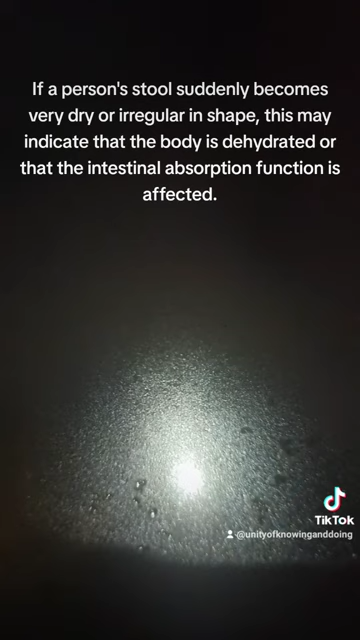 If a person's stool suddenly becomes
very dry or irregular in shape, this may
indicate that the body is dehydrated or
that the intestinal absorption function is
affected.
TikTok
@unityofknowinganddoing